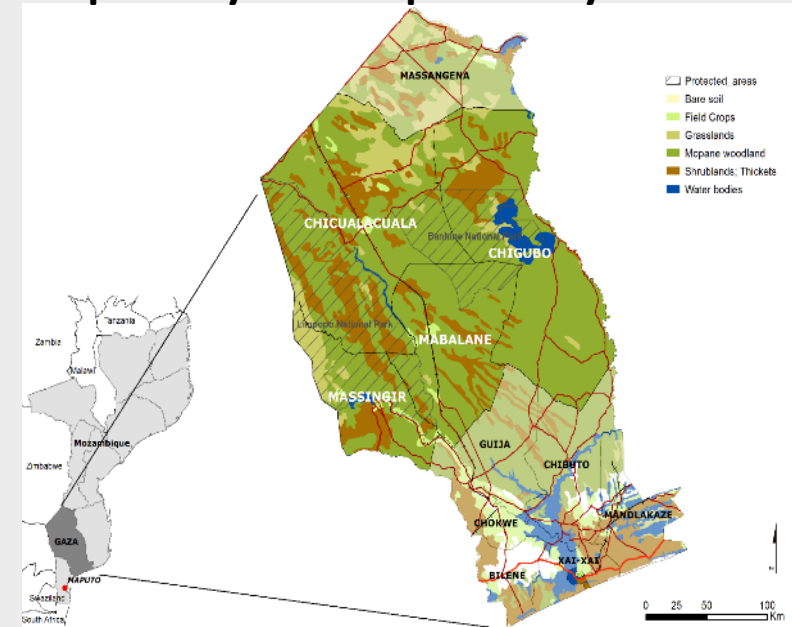 MASSANGENA
Protected_areas
Bare soil
Field Crops
Grasslands
Mopane woodland
Shrublands; Thickets
Water bodies
CHICUALACUALA
Banhine National Park
CHIGUBO
Limpopo National Park
MABALANE
MASSINGIR
GUIJA
CHIBUTO
CHOKWE
MANDLAKAZE
XAI-XAI
BILENE
Tanzania
Zambia
Malawi
Mozambique
Zimbabwe
GAZA
MAPUTO
Swaziland
South Africa
0 25 50 100
Km